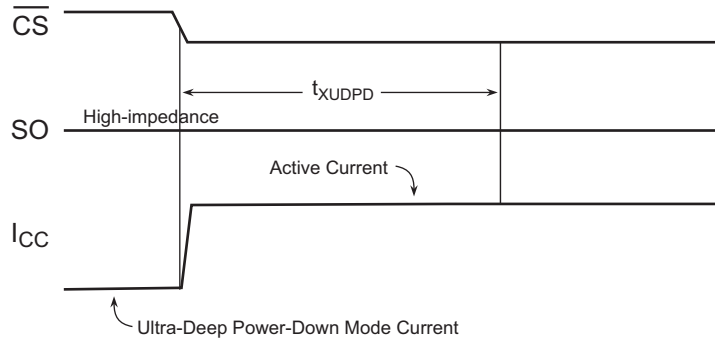 CS
tXUDPD
High-impedance
SO
Active Current
ICC
Ultra-Deep Power-Down Mode Current